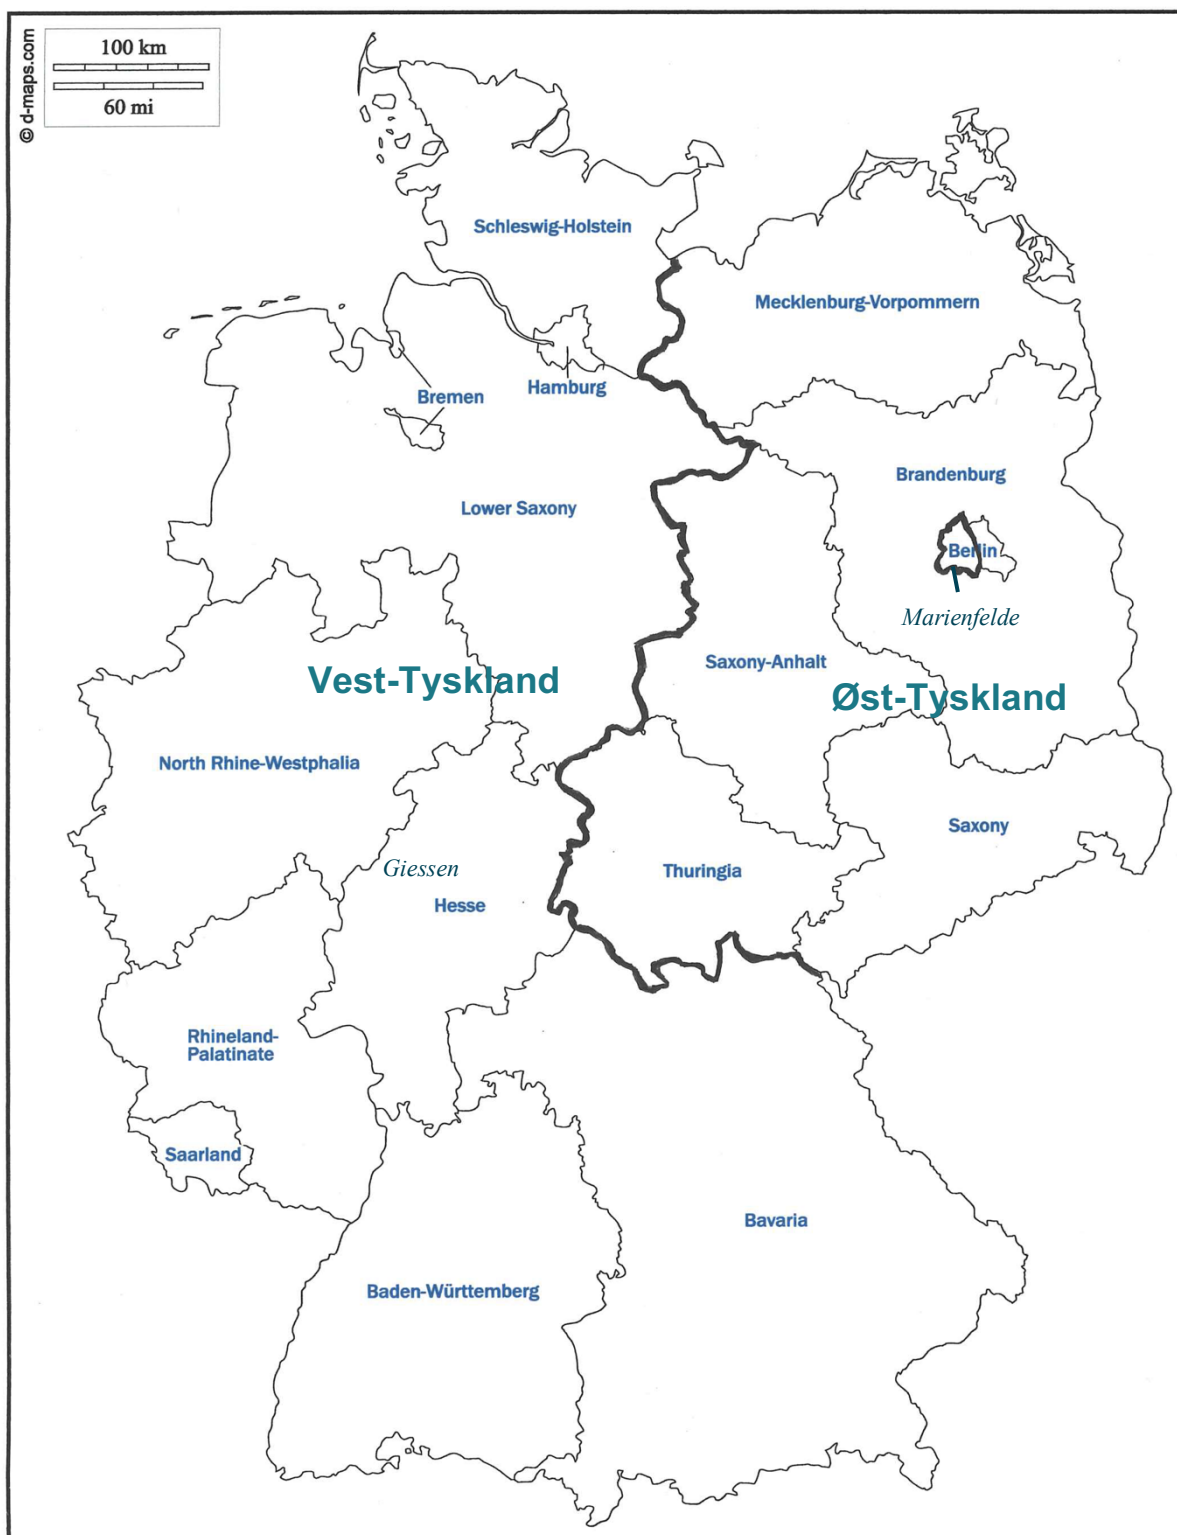 © d-maps.com
100 km
60 mi
Schleswig-Holstein
Mecklenburg-Vorpommern
Hamburg
Bremen
Brandenburg
Lower Saxony
Berlin
Marienfelde
Saxony-Anhalt
Vest-Tyskland
Øst-Tyskland
North Rhine-Westphalia
Saxony
Giessen
Thuringia
Hesse
Rhineland-
Palatinate
Saarland
Bavaria
Baden-Württemberg